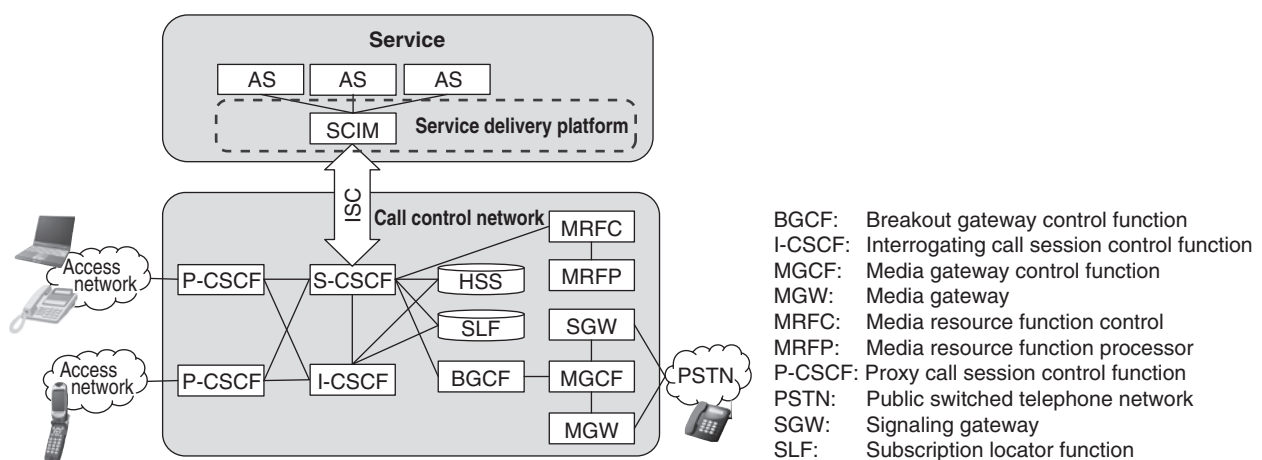 Service
AS AS AS
SCIM Service delivery platform
ISC
Call control network
MRFC
MRFP
Access
network
P-CSCF S-CSCF HSS
SLF SGW
Access
network
P-CSCF I-CSCF BGCF MGCF PSTN
MGW
BGCF: Breakout gateway control function
I-CSCF: Interrogating call session control function
MGCF: Media gateway control function
MGW: Media gateway
MRFC: Media resource function control
MRFP: Media resource function processor
P-CSCF: Proxy call session control function
PSTN: Public switched telephone network
SGW: Signaling gateway
SLF: Subscription locator function